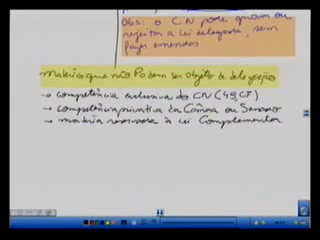 Obs: o C.N pode aprovar ou
rejeitar a lei delegada, sem
fazer emendas
matérias que não Podem ser objeto de delegação
→ competência exclusiva do CN (49, CF)
→ competência privativa da Câmara ou Senado
→ matéria reservada à lei Complementar